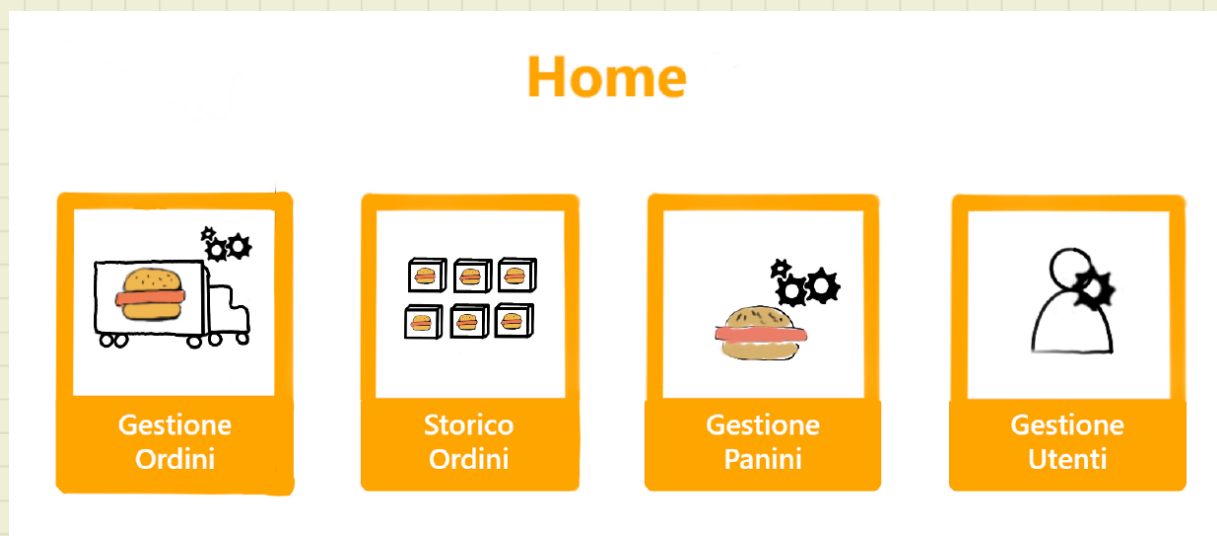 Home
Gestione
Ordini
Storico
Ordini
Gestione
Panini
Gestione
Utenti